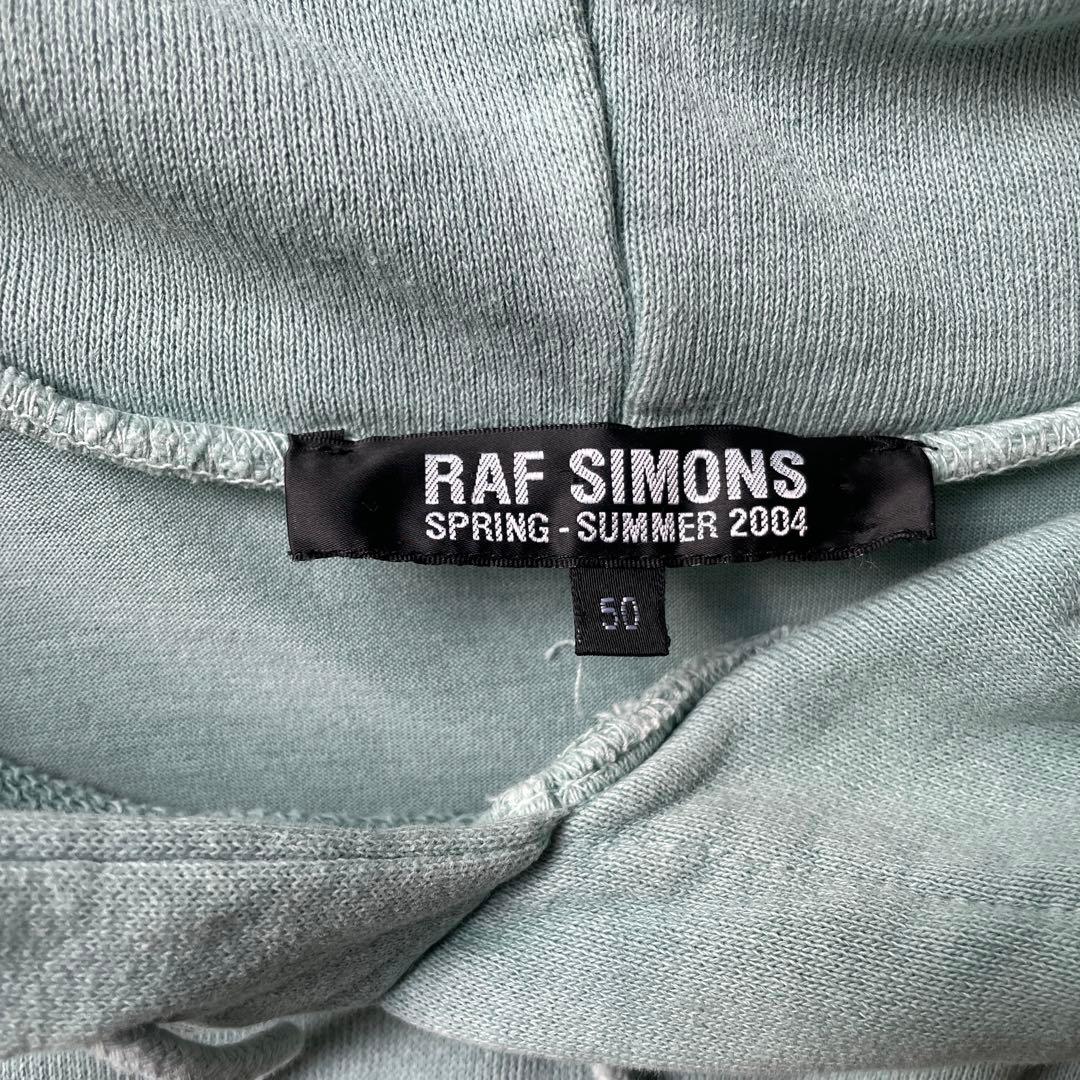 RAF SIMONS
SPRING - SUMMER 2004
50